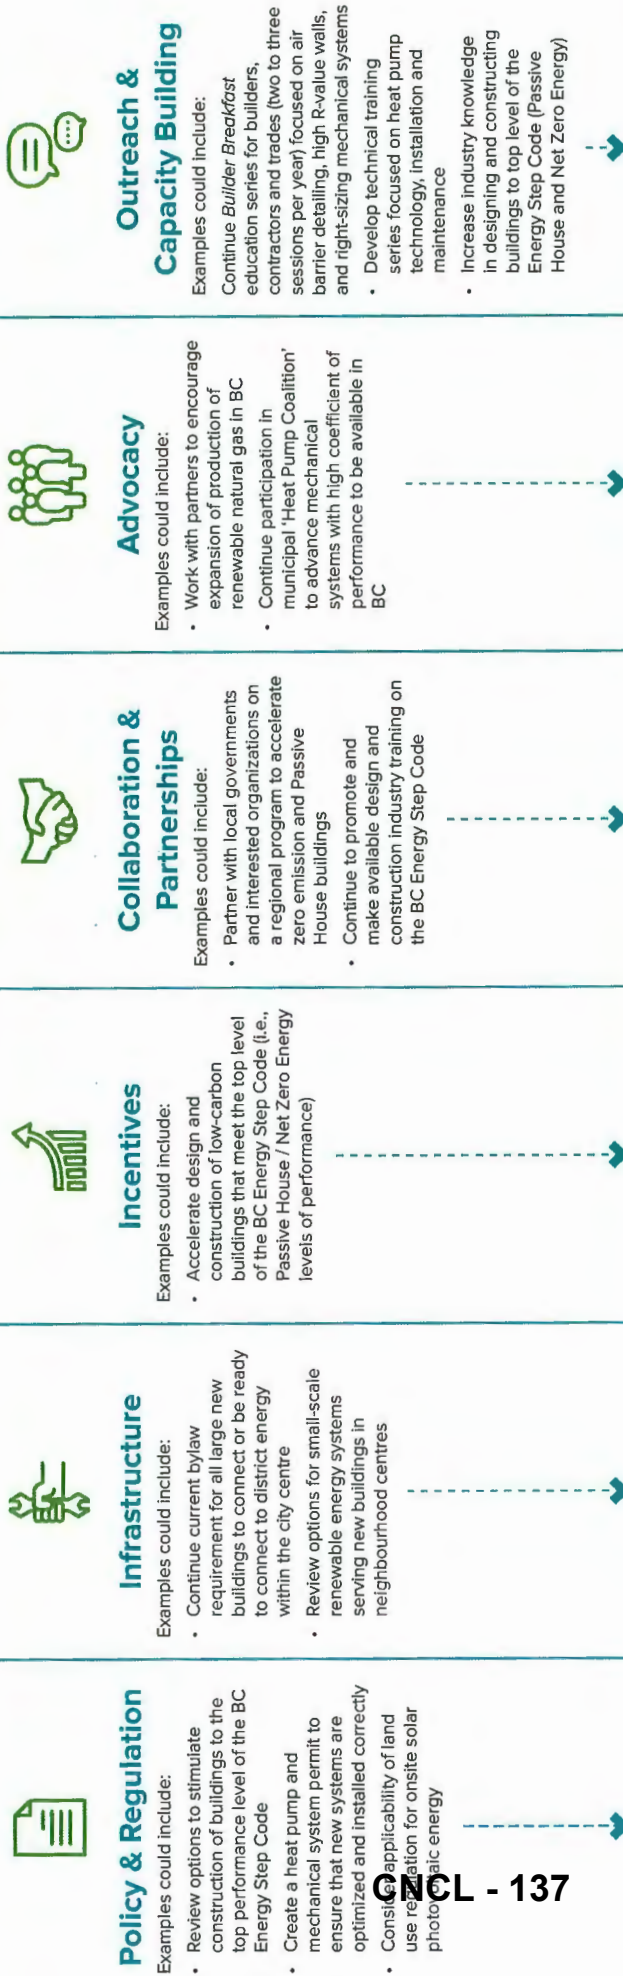 Policy & Regulation
Examples could include:
• Review options to stimulate
construction of buildings to the
top performance level of the BC
Energy Step Code
• Create a heat pump and
mechanical system permit to
ensure that new systems are
optimized and installed correctly
• Consider applicability of land
use regulation for onsite solar
photovoltaic energy
Infrastructure
Examples could include:
• Continue current bylaw
requirement for all large new
buildings to connect or be ready
to connect to district energy
within the city centre
• Review options for small-scale
renewable energy systems
serving new buildings in
neighbourhood centres
Incentives
Examples could include:
• Accelerate design and
construction of low-carbon
buildings that meet the top level
of the BC Energy Step Code (i.e.,
Passive House / Net Zero Energy
levels of performance)
Collaboration &
Partnerships
Examples could include:
• Partner with local governments
and interested organizations on
a regional program to accelerate
zero emission and Passive
House buildings
• Continue to promote and
make available design and
construction industry training on
the BC Energy Step Code
Advocacy
Examples could include:
• Work with partners to encourage
expansion of production of
renewable natural gas in BC
• Continue participation in
municipal 'Heat Pump Coalition'
to advance mechanical
systems with high coefficient of
performance to be available in
BC
Outreach &
Capacity Building
Examples could include:
Continue Builder Breakfast
education series for builders,
contractors and trades (two to three
sessions per year) focused on air
barrier detailing, high R-value walls,
and right-sizing mechanical systems
• Develop technical training
series focused on heat pump
technology, installation and
maintenance
• Increase industry knowledge
in designing and constructing
buildings to top level of the
Energy Step Code (Passive
House and Net Zero Energy)
CNCL - 137